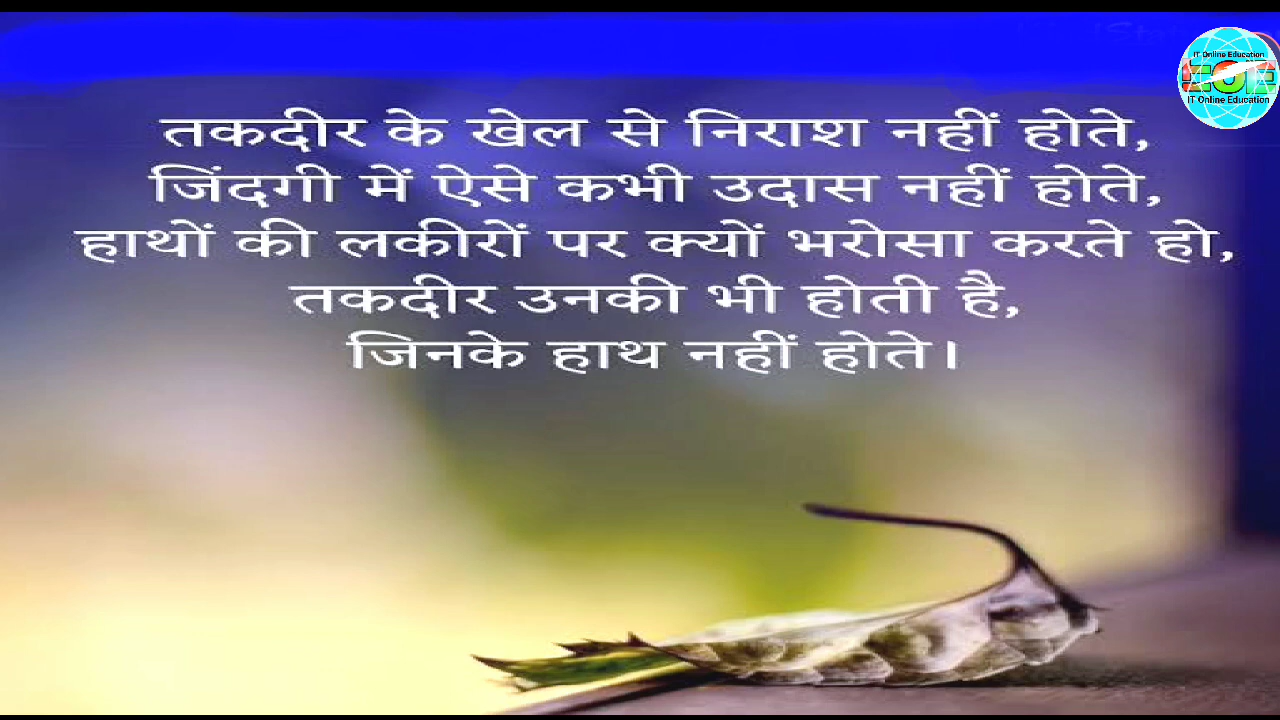 तकदीर के खेल से निराश नहीं होते,
जिंदगी में ऐसे कभी उदास नहीं होते,
हाथों की लकीरों पर क्यों भरोसा करते हो,
तकदीर उनकी भी होती है,
जिनके हाथ नहीं होते।
IT Online Education
IOE
IT Online Education